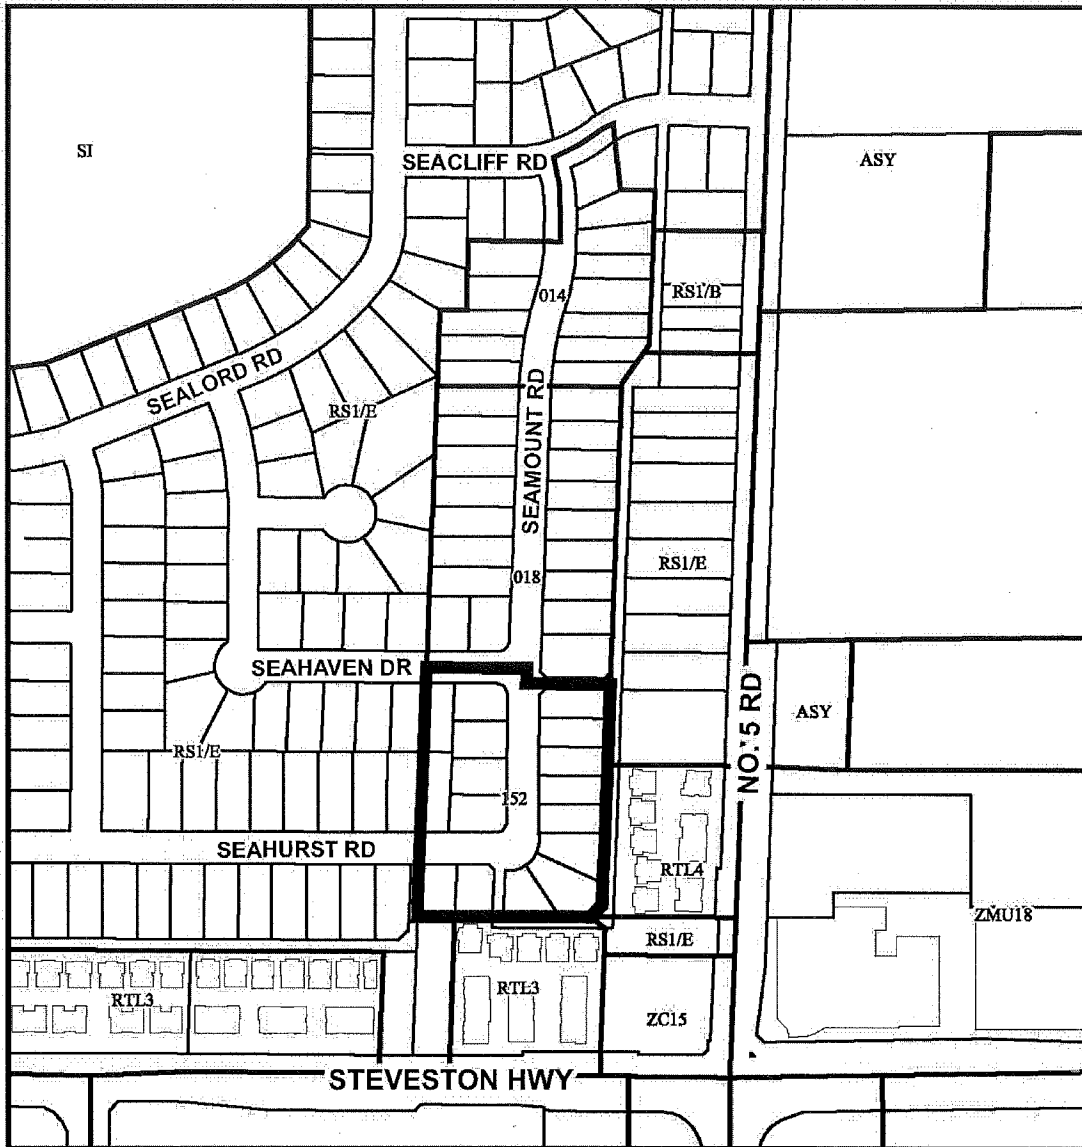 SI
SEACLIFF RD
ASY
014
RS1/B
SEALORD RD
RS1/E
SEAMOUNT RD
018
RS1/E
SEAHAVEN DR
NO. 5 RD
ASY
RS1/E
152
SEAHURST RD
RTL4
ZMU18
RS1/E
RTL3
RTL3
ZC15
STEVESTON HWY